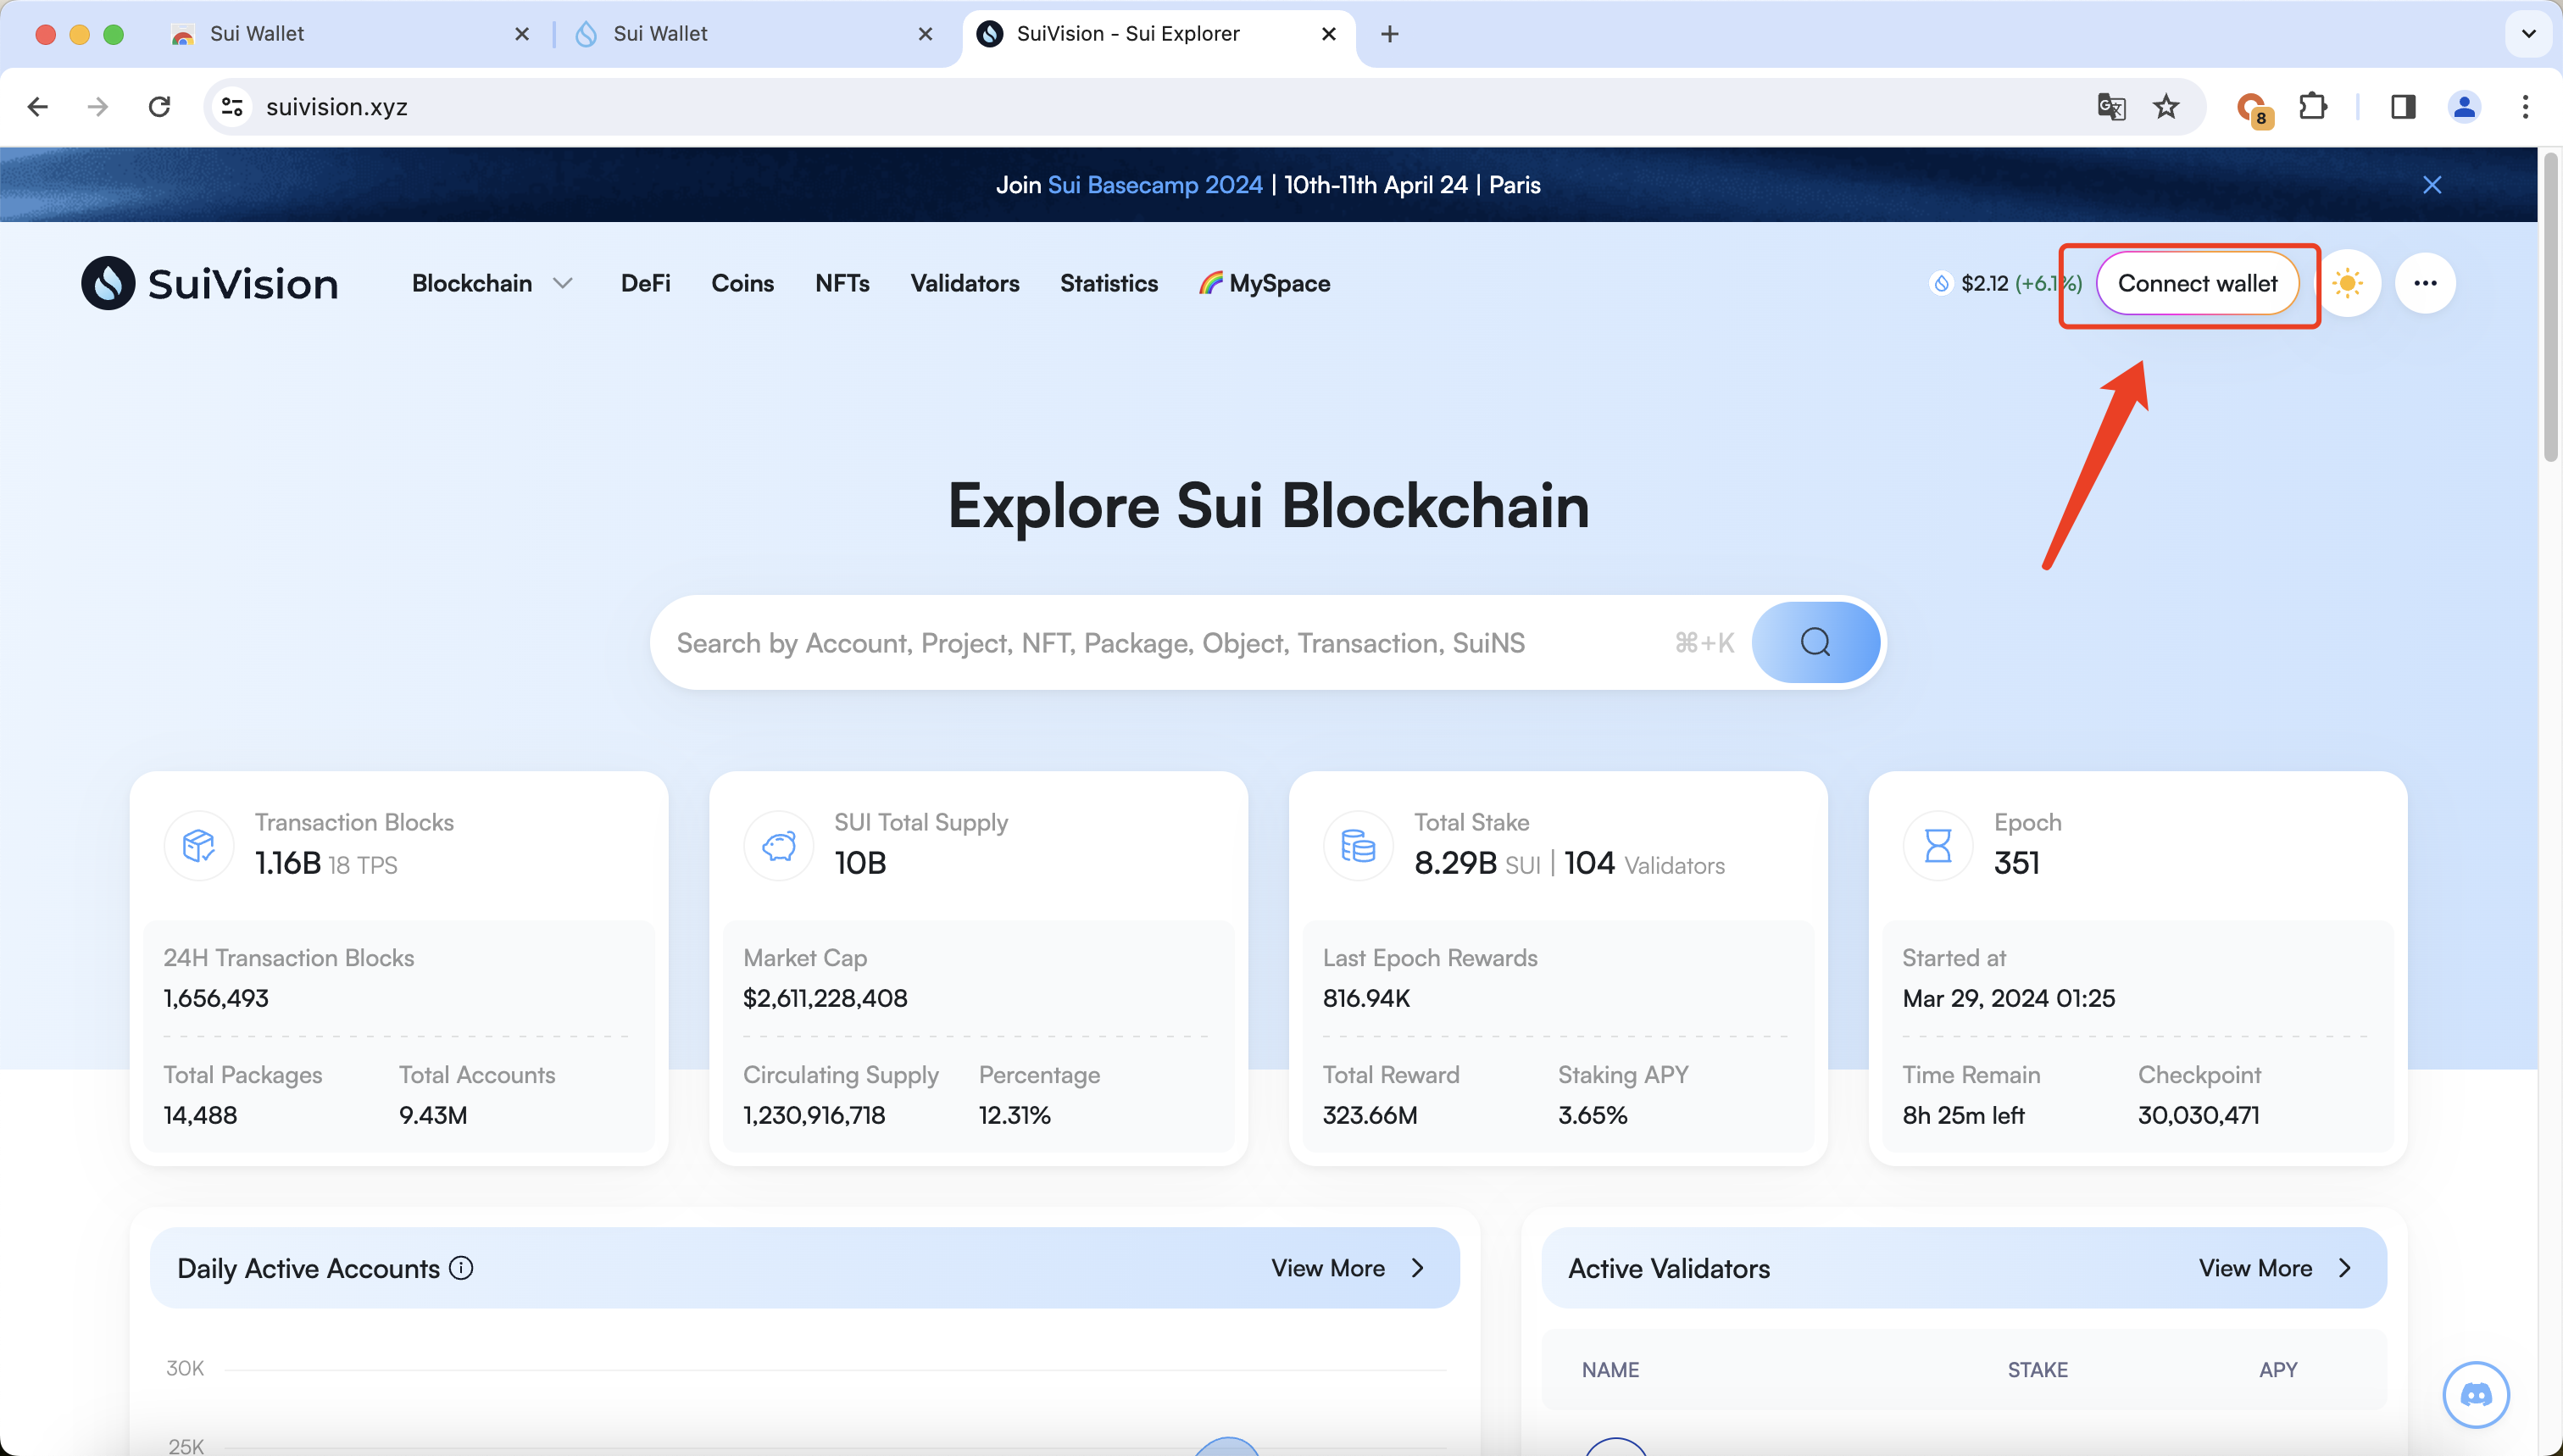 Sui Wallet
Sui Wallet
SuiVision - Sui Explorer
suivision.xyz
8
Join Sui Basecamp 2024 | 10th-11th April 24 | Paris
SuiVision
Blockchain
DeFi
Coins
NFTs
Validators
Statistics
MySpace
$2.12 (+6.1%)
Connect wallet
Explore Sui Blockchain
Search by Account, Project, NFT, Package, Object, Transaction, SuiNS
⌘+K
Transaction Blocks
1.16B 18 TPS
24H Transaction Blocks
1,656,493
Total Packages
Total Accounts
14,488
9.43M
SUI Total Supply
10B
Market Cap
$2,611,228,408
Circulating Supply
Percentage
1,230,916,718
12.31%
Total Stake
8.29B SUI | 104 Validators
Last Epoch Rewards
816.94K
Total Reward
Staking APY
323.66M
3.65%
Epoch
351
Started at
Mar 29, 2024 01:25
Time Remain
Checkpoint
8h 25m left
30,030,471
Daily Active Accounts
View More
30K
25K
Active Validators
View More
NAME
STAKE
APY